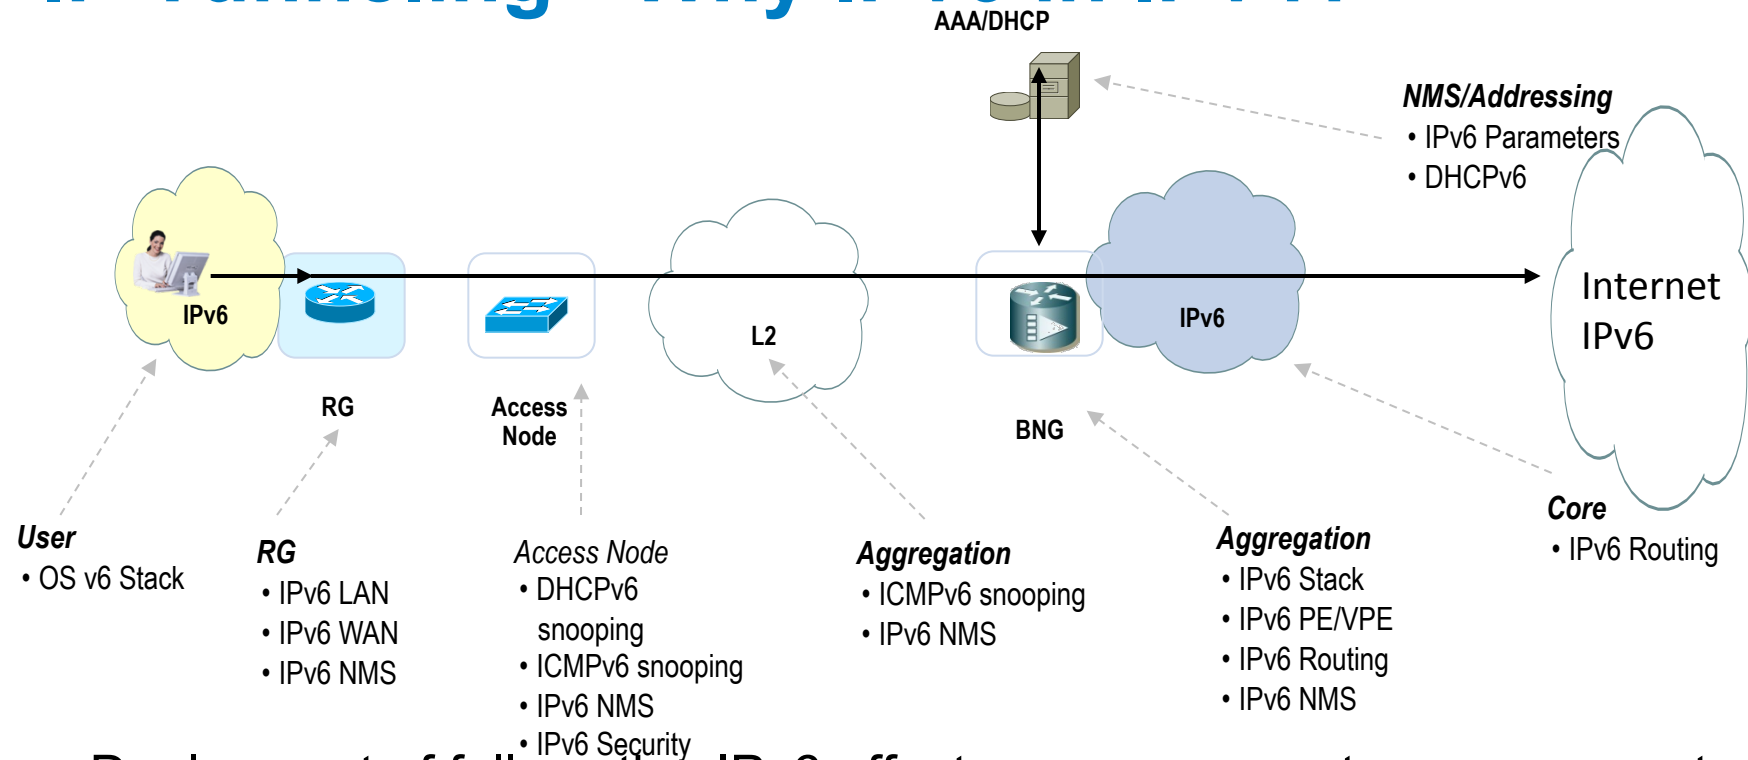 AAA/DHCP
NMS/Addressing
• IPv6 Parameters
• DHCPv6
IPv6
L2
IPv6
Internet
IPv6
RG
Access
Node
BNG
User
• OS v6 Stack
RG
• IPv6 LAN
• IPv6 WAN
• IPv6 NMS
Access Node
• DHCPv6
snooping
• ICMPv6 snooping
• IPv6 NMS
• IPv6 Security
Aggregation
• ICMPv6 snooping
• IPv6 NMS
Aggregation
• IPv6 Stack
• IPv6 PE/VPE
• IPv6 Routing
• IPv6 NMS
Core
• IPv6 Routing